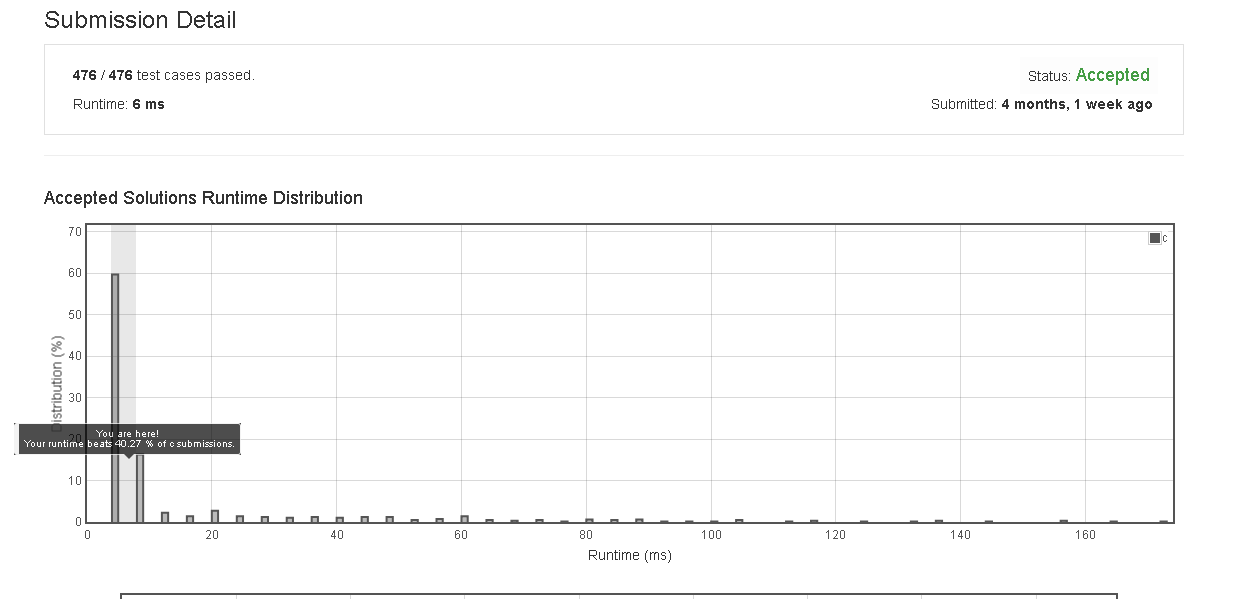 Submission Detail
476 / 476 test cases passed.
Status: Accepted
Runtime: 6 ms
Submitted: 4 months, 1 week ago
Accepted Solutions Runtime Distribution
c
70
60
50
40
30
20
10
0
Distribution (%)
You are here!
Your runtime beats 40.27 % of c submissions.
0 20 40 60 80 100 120 140 160
Runtime (ms)